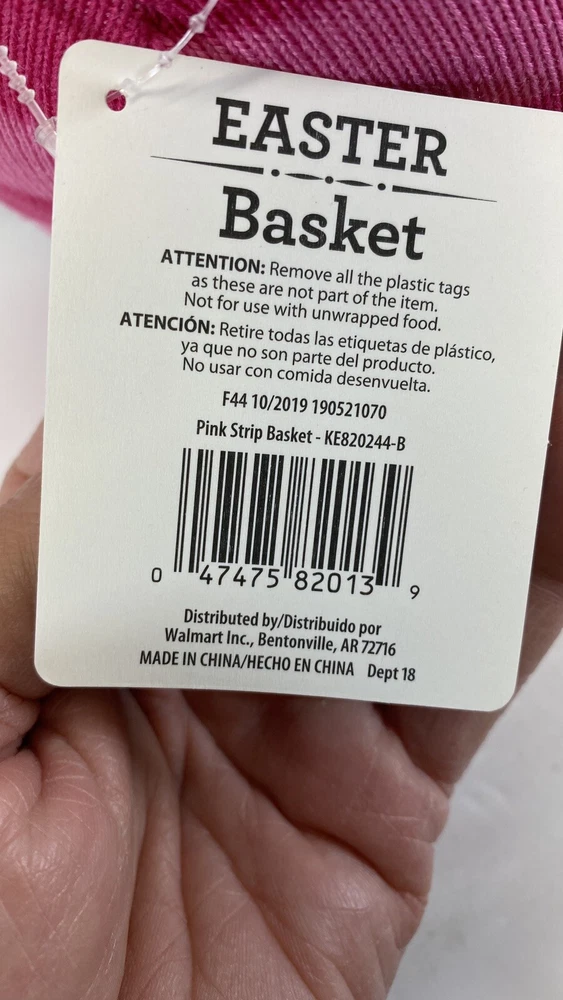 EASTER
Basket
ATTENTION: Remove all the plastic tags
as these are not part of the item.
Not for use with unwrapped food.
ATENCIÓN: Retire todas las etiquetas de plástico,
ya que no son parte del producto.
No usar con comida desenvuelta.
F44 10/2019 190521070
Pink Strip Basket - KE820244-B
0 47475 82013 9
Distributed by/Distribuido por
Walmart Inc., Bentonville, AR 72716
MADE IN CHINA/HECHO EN CHINA Dept 18